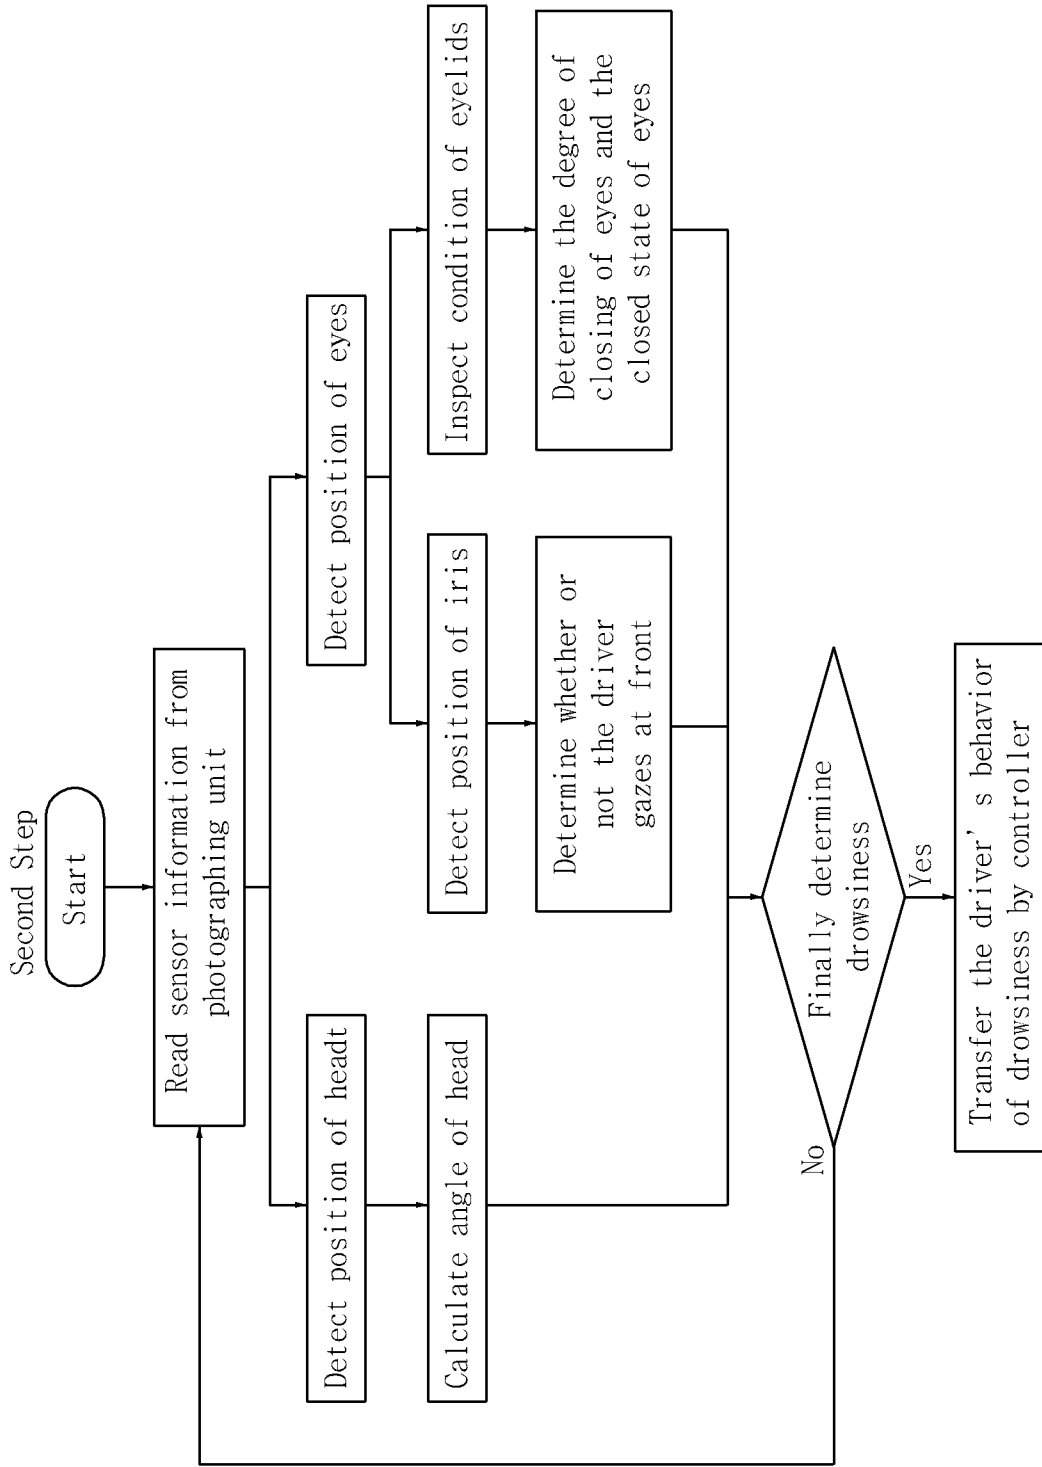 Second Step
Start
Read sensor information from
photographing unit
Detect position of headt
Detect position of eyes
Calculate angle of head
Detect position of iris
Inspect condition of eyelids
Determine whether or
not the driver
gazes at front
Determine the degree of
closing of eyes and the
closed state of eyes
Finally determine
drowsiness
No
Yes
Transfer the driver's behavior
of drowsiness by controller